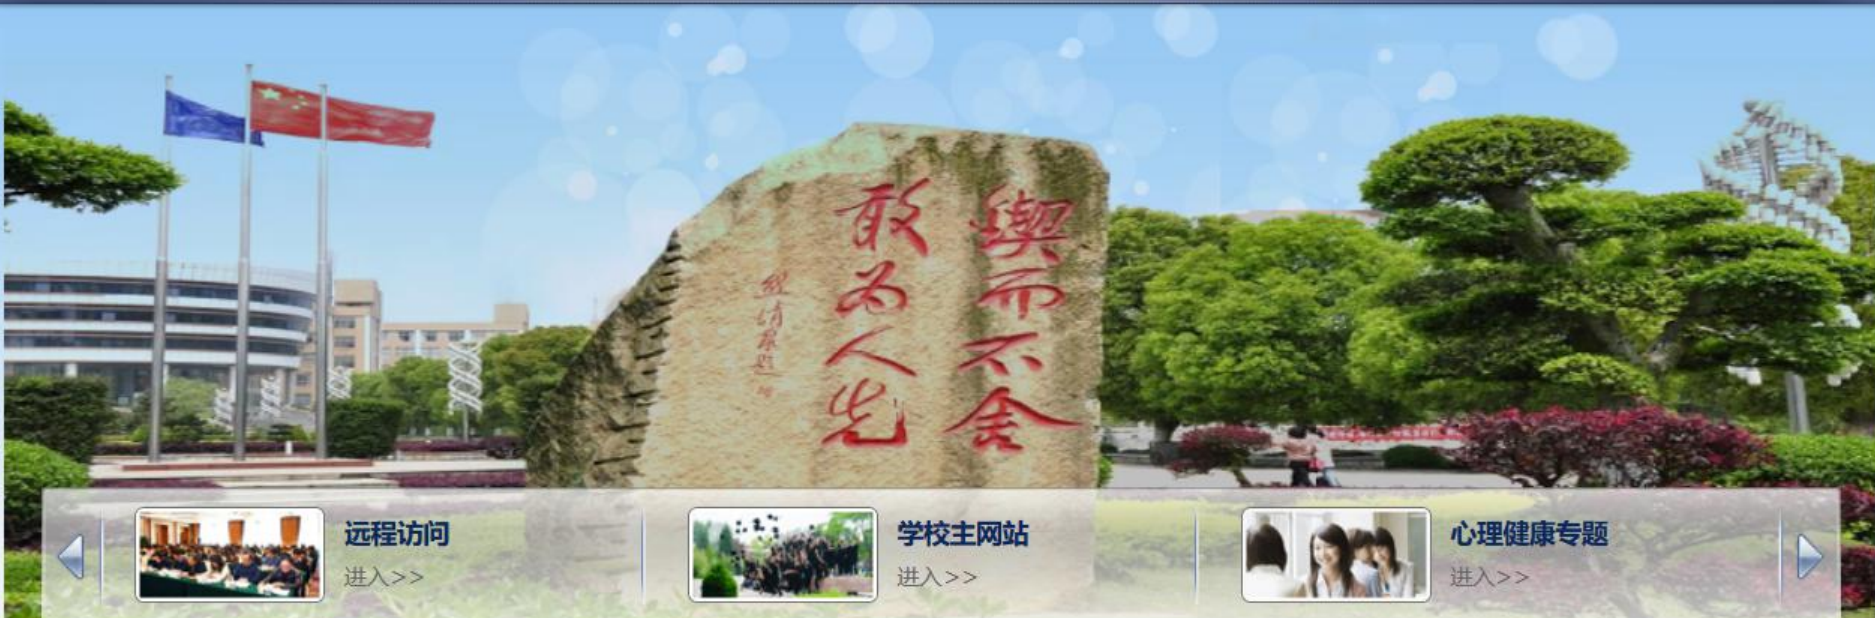 锲而不舍
敢为人先
远程访问
进入>>
学校主网站
进入>>
心理健康专题
进入>>